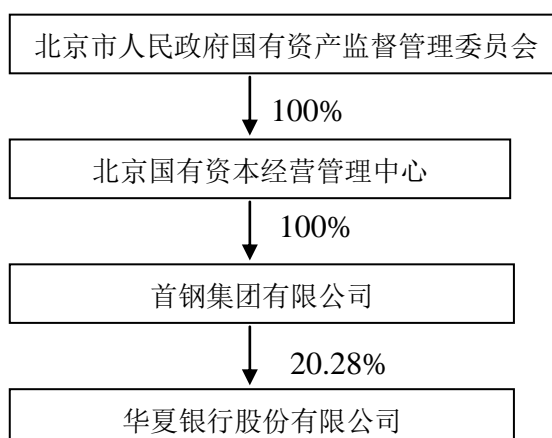 北京市人民政府国有资产监督管理委员会
100%
北京国有资本经营管理中心
100%
首钢集团有限公司
20.28%
华夏银行股份有限公司